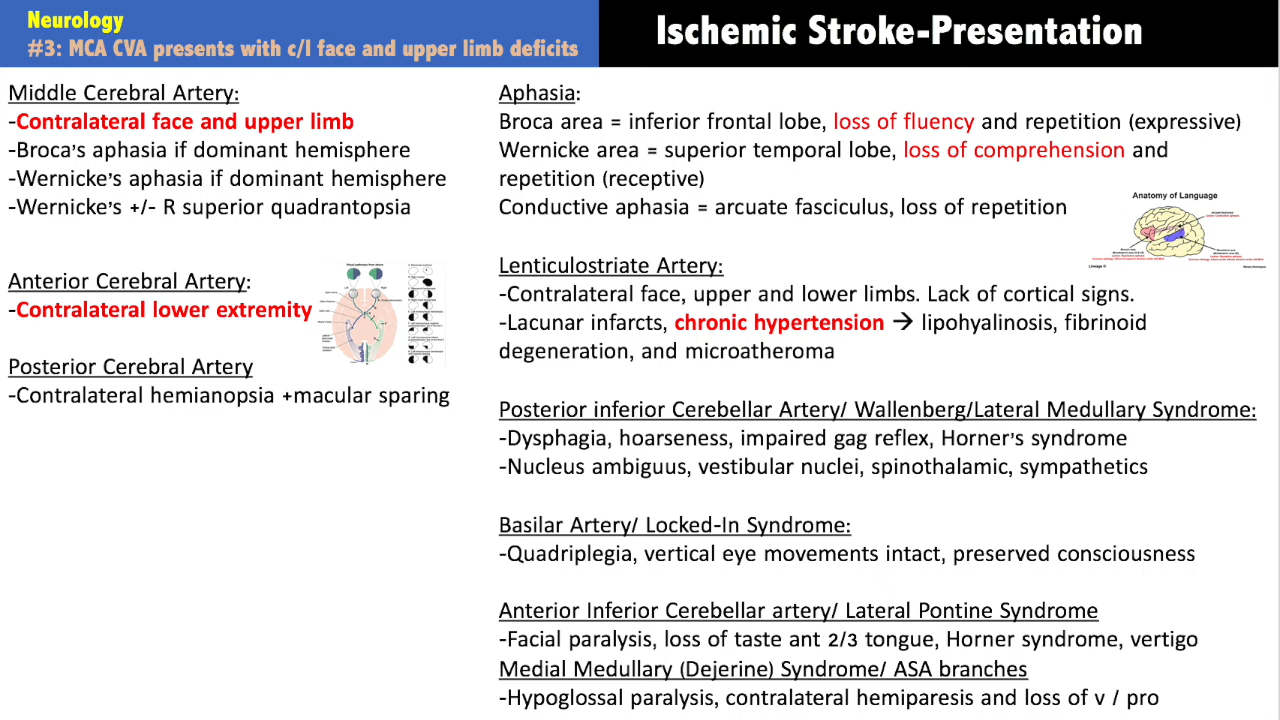 Neurology
#3: MCA CVA presents with c/l face and upper limb deficits
Ischemic Stroke-Presentation
Middle Cerebral Artery:
-Contralateral face and upper limb
-Broca's aphasia if dominant hemisphere
-Wernicke's aphasia if dominant hemisphere
-Wernicke's +/- R superior quadrantopsia
Anterior Cerebral Artery:
-Contralateral lower extremity
Posterior Cerebral Artery
-Contralateral hemianopsia +macular sparing
Aphasia:
Broca area = inferior frontal lobe, loss of fluency and repetition (expressive)
Wernicke area = superior temporal lobe, loss of comprehension and
repetition (receptive)
Conductive aphasia = arcuate fasciculus, loss of repetition
Anatomy of Language
Lenticulostriate Artery:
-Contralateral face, upper and lower limbs. Lack of cortical signs.
-Lacunar infarcts, chronic hypertension → lipohyalinosis, fibrinoid
degeneration, and microatheroma
Posterior inferior Cerebellar Artery/ Wallenberg/Lateral Medullary Syndrome:
-Dysphagia, hoarseness, impaired gag reflex, Horner's syndrome
-Nucleus ambiguus, vestibular nuclei, spinothalamic, sympathetics
Basilar Artery/ Locked-In Syndrome:
-Quadriplegia, vertical eye movements intact, preserved consciousness
Anterior Inferior Cerebellar artery/ Lateral Pontine Syndrome
-Facial paralysis, loss of taste ant 2/3 tongue, Horner syndrome, vertigo
Medial Medullary (Dejerine) Syndrome/ ASA branches
-Hypoglossal paralysis, contralateral hemiparesis and loss of v / pro